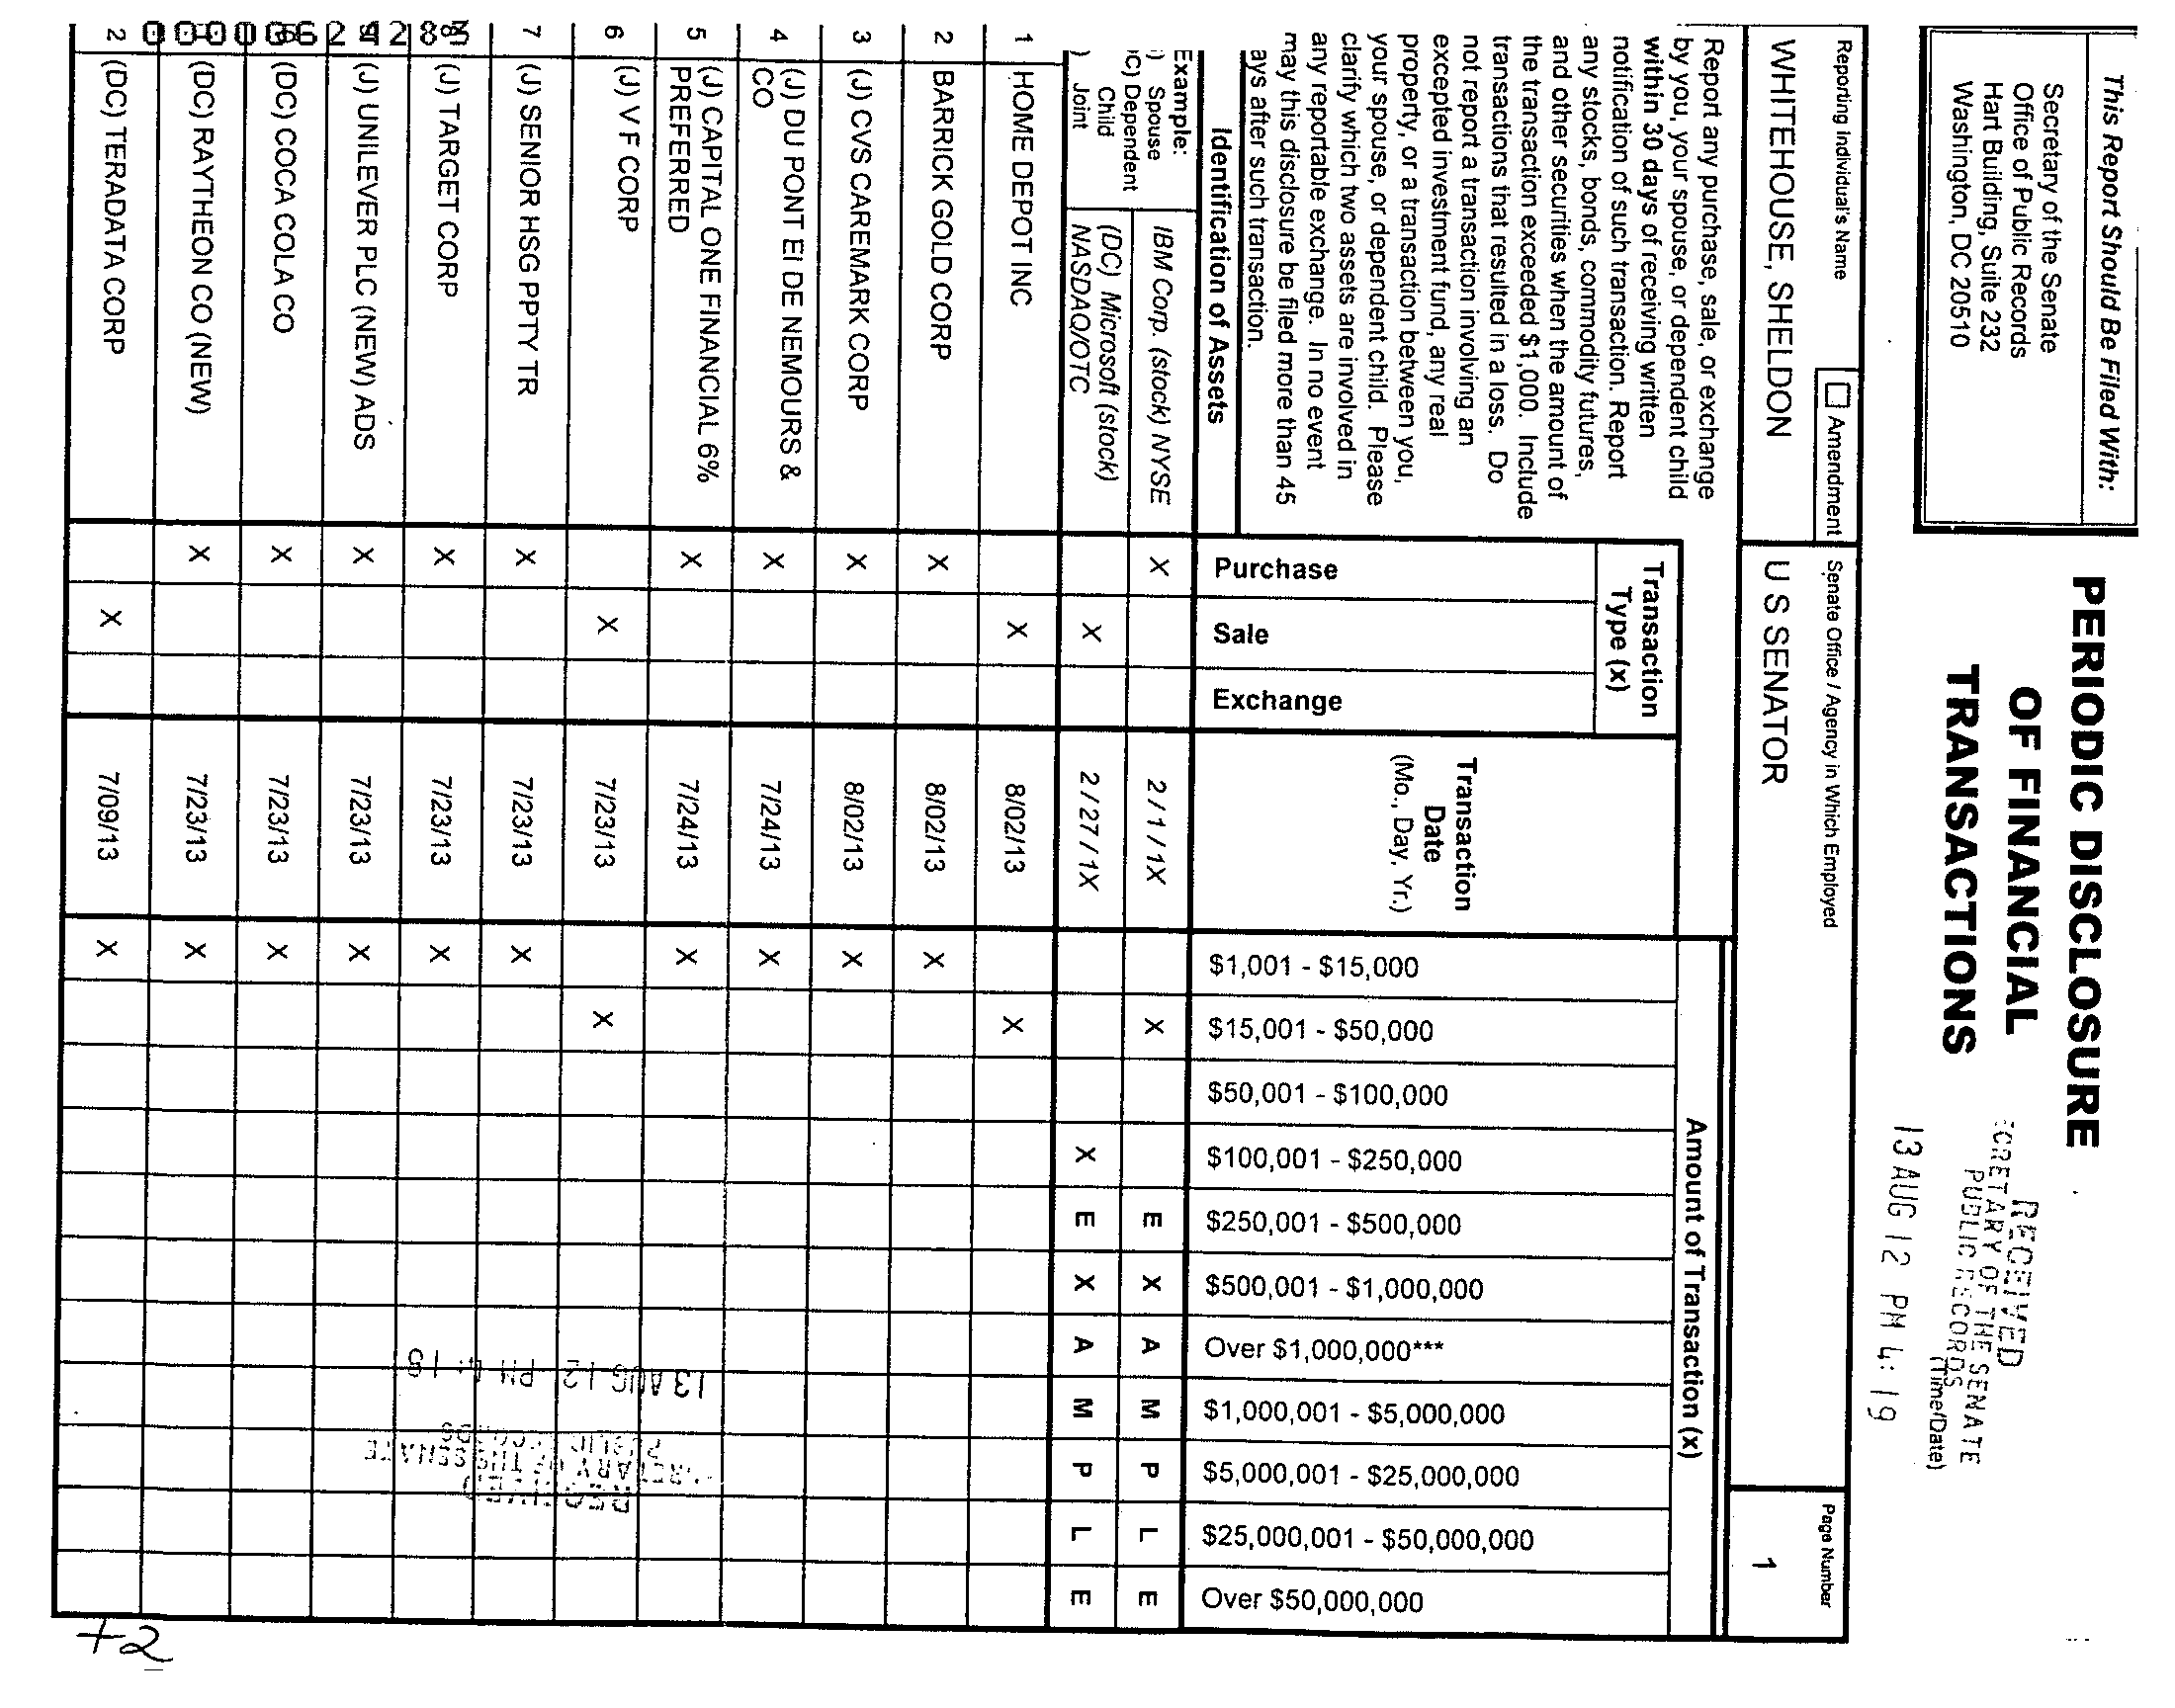 This Report Should Be Filed With:
Secretary of the Senate
Office of Public Records
Hart Building, Suite 232
Washington, DC 20510
PERIODIC DISCLOSURE
OF FINANCIAL
TRANSACTIONS
RECEIVED
SECRETARY OF THE SENATE
PUBLIC RECORDS
(Time/Date)
13 AUG 12 PM 4: 19
Reporting Individual's Name
Amendment
Senate Office / Agency in Which Employed
Page Number
WHITEHOUSE, SHELDON
U S SENATOR
1
Report any purchase, sale, or exchange
by you, your spouse, or dependent child
within 30 days of receiving written
notification of such transaction. Report
any stocks, bonds, commodity futures,
and other securities when the amount of
the transaction exceeded $1,000. Include
transactions that resulted in a loss. Do
not report a transaction involving an
excepted investment fund, any real
property, or a transaction between you,
your spouse, or dependent child. Please
clarify which two assets are involved in
any reportable exchange. In no event
may this disclosure be filed more than 45
ays after such transaction.
Identification of Assets
Transaction
Type (x)
Purchase
Sale
Exchange
Transaction
Date
(Mo., Day, Yr.)
Amount of Transaction (x)
$1,001 - $15,000
$15,001 - $50,000
$50,001 - $100,000
$100,001 - $250,000
$250,001 - $500,000
$500,001 - $1,000,000
Over $1,000,000***
$1,000,001 - $5,000,000
$5,000,001 - $25,000,000
$25,000,001 - $50,000,000
Over $50,000,000
Example:
) Spouse
C) Dependent
Child
) Joint
IBM Corp. (stock) NYSE X 2 / 1 / 1X X E X A M P L E
(DC) Microsoft (stock)
NASDAQ/OTC X 2 / 27 / 1X X E X A M P L E
1 HOME DEPOT INC X 8/02/13 X
2 BARRICK GOLD CORP X 8/02/13 X
3 (J) CVS CAREMARK CORP X 8/02/13 X
4 (J) DU PONT EI DE NEMOURS &
CO X 7/24/13 X
5 (J) CAPITAL ONE FINANCIAL 6%
PREFERRED X 7/24/13 X
6 (J) V F CORP X 7/23/13 X
7 (J) SENIOR HSG PPTY TR X 7/23/13 X
(J) TARGET CORP X 7/23/13 X
(J) UNILEVER PLC (NEW) ADS X 7/23/13 X
(DC) COCA COLA CO X 7/23/13 X
(DC) RAYTHEON CO (NEW) X 7/23/13 X
2 (DC) TERADATA CORP X 7/09/13 X
13 AUG 12 PM 4: 18
RECEIVED
THE SENATE
+2